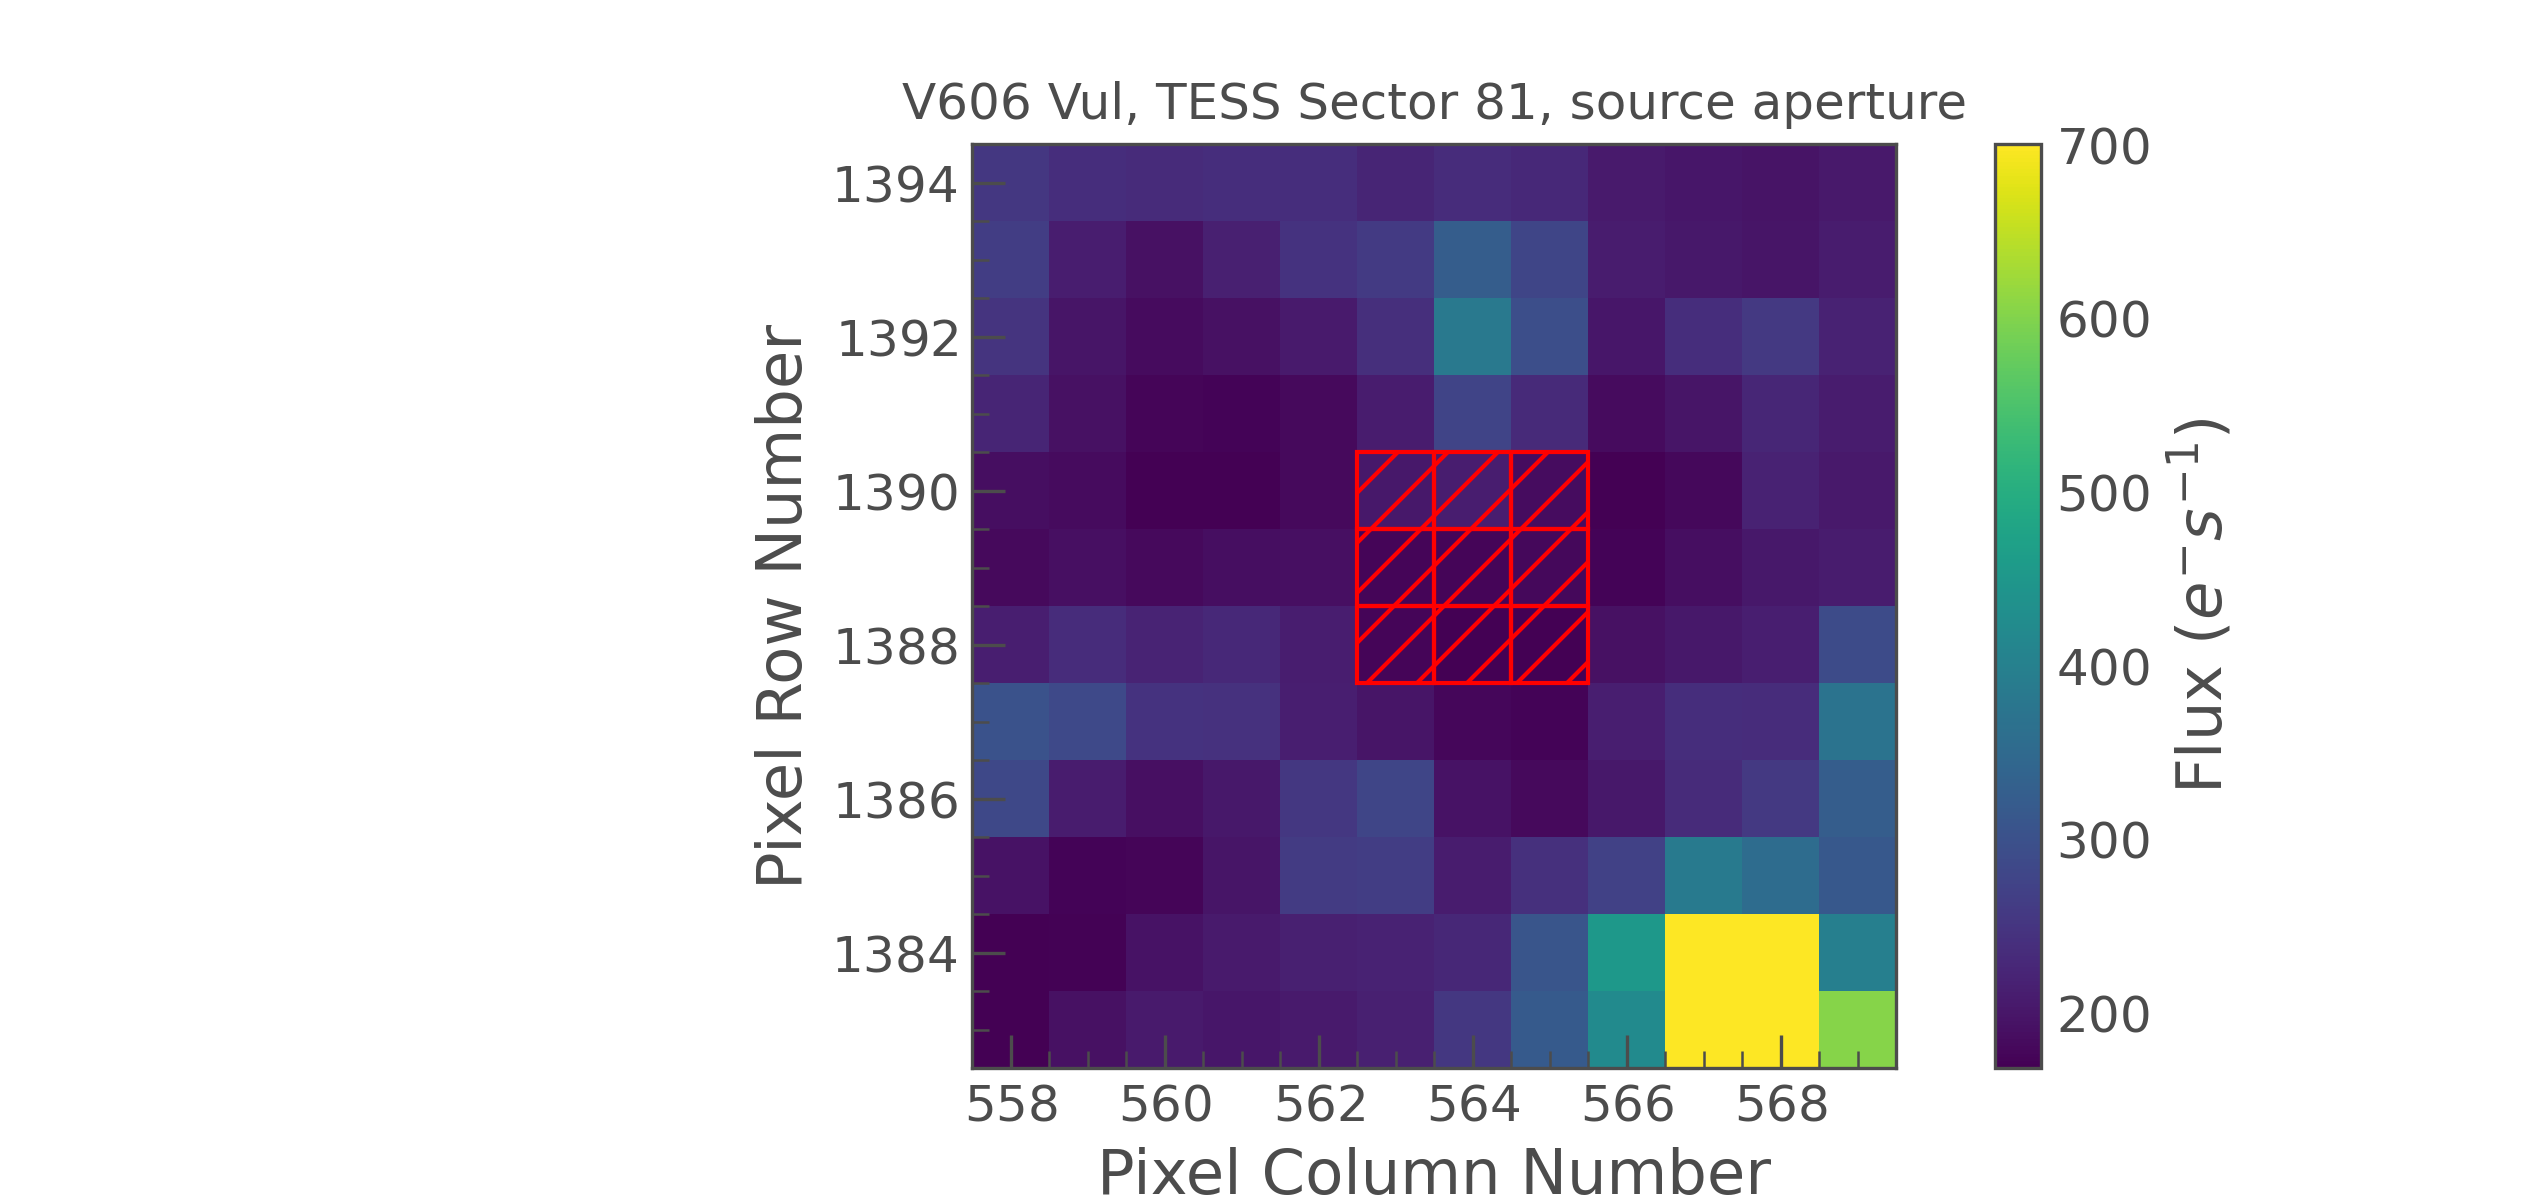 V606 Vul, TESS Sector 81, source aperture
1394
1392
1390
1388
1386
1384
Pixel Row Number
558 560 562 564 566 568
Pixel Column Number
700
600
500
400
300
200
Flux (e⁻s⁻¹)